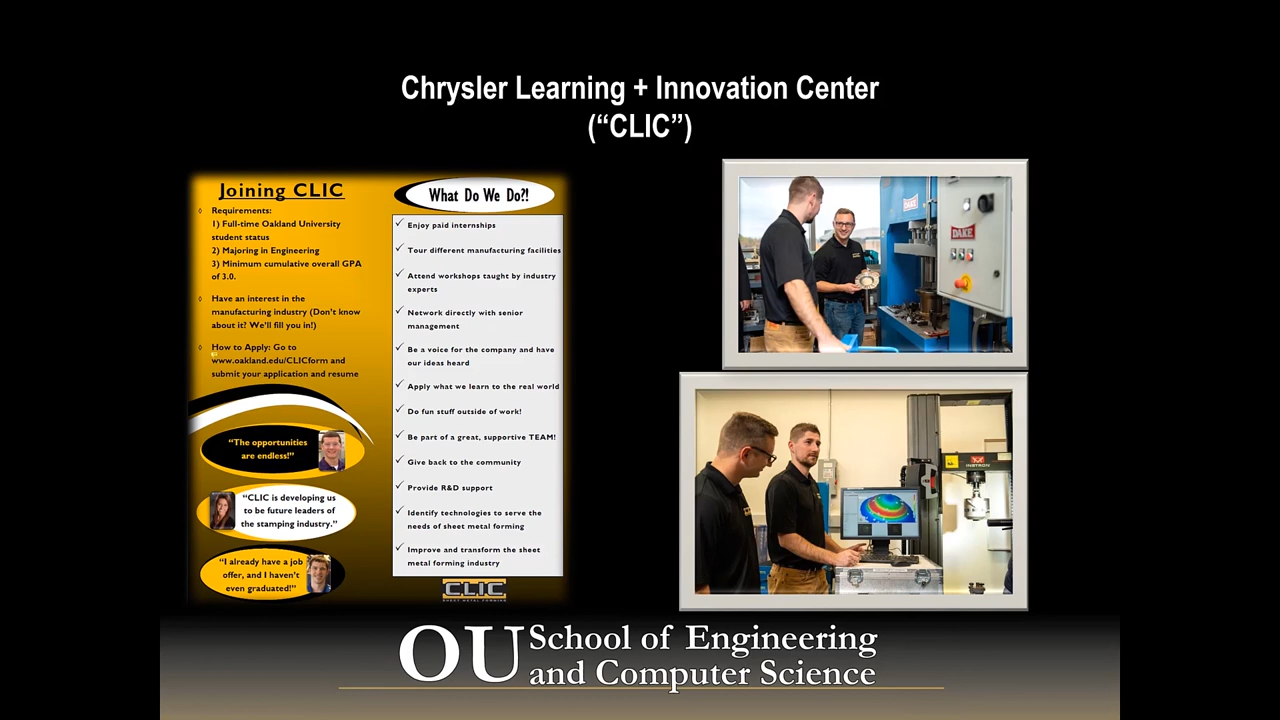 Chrysler Learning + Innovation Center
(“CLIC”)
Joining CLIC
◊ Requirements:
1) Full-time Oakland University
student status
2) Majoring in Engineering
3) Minimum cumulative overall GPA
of 3.0.
◊ Have an interest in the
manufacturing industry (Don’t know
about it? We’ll fill you in!)
◊ How to Apply: Go to
www.oakland.edu/CLICform and
submit your application and resume
“The opportunities
are endless!”
“CLIC is developing us
to be future leaders of
the stamping industry.”
“I already have a job
offer, and I haven’t
even graduated!”
What Do We Do?!
✓ Enjoy paid internships
✓ Tour different manufacturing facilities
✓ Attend workshops taught by industry
experts
✓ Network directly with senior
management
✓ Be a voice for the company and have
our ideas heard
✓ Apply what we learn to the real world
✓ Do fun stuff outside of work!
✓ Be part of a great, supportive TEAM!
✓ Give back to the community
✓ Provide R&D support
✓ Identify technologies to serve the
needs of sheet metal forming
✓ Improve and transform the sheet
metal forming industry
CLIC
SHEET METAL FORMING
DAKE
DAKE
INSTRON
OU School of Engineering
and Computer Science